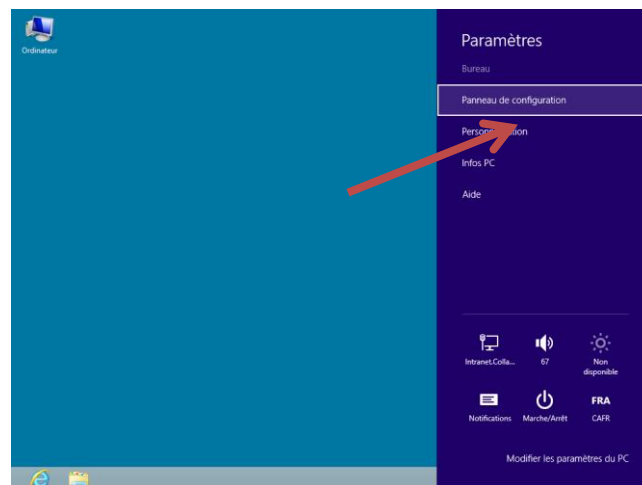 Ordinateur
Paramètres
Bureau
Panneau de configuration
Infos PC
Aide
Intranet.Colla...
67
Non
disponible
Notifications
Marche/Arrêt
FRA
CAFR
Modifier les paramètres du PC